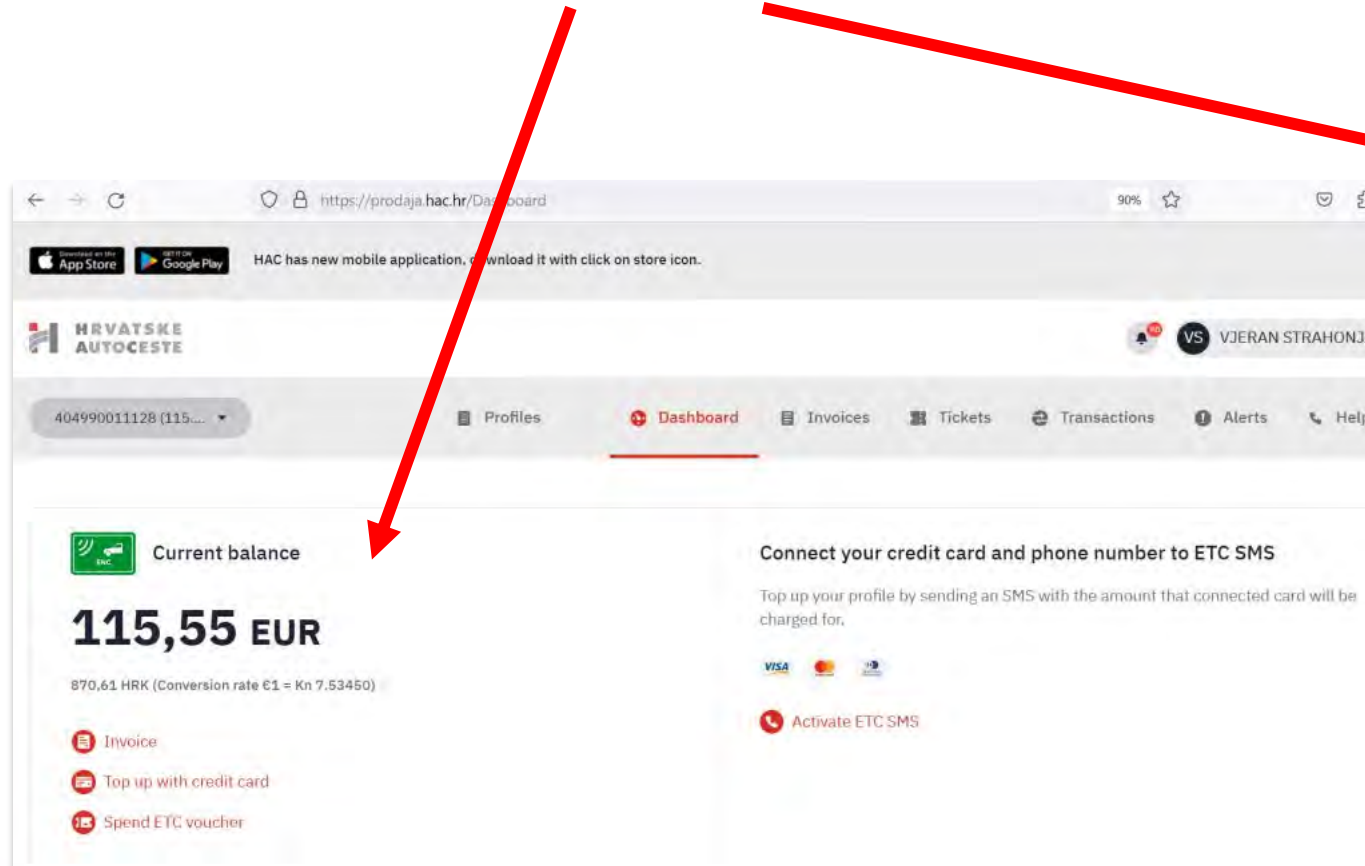 https://prodaja.hac.hr/Dashboard
90%
Download on the App Store
GET IT ON Google Play
HAC has new mobile application, download it with click on store icon.
HRVATSKE
AUTOCESTE
VS VJERAN STRAHONJ
404990011128 (115....
Profiles
Dashboard
Invoices
Tickets
Transactions
Alerts
Help
ENC
Current balance
115,55 EUR
870,61 HRK (Conversion rate €1 = Kn 7.53450)
Invoice
Top up with credit card
Spend ETC voucher
Connect your credit card and phone number to ETC SMS
Top up your profile by sending an SMS with the amount that connected card will be
charged for.
VISA
Activate ETC SMS